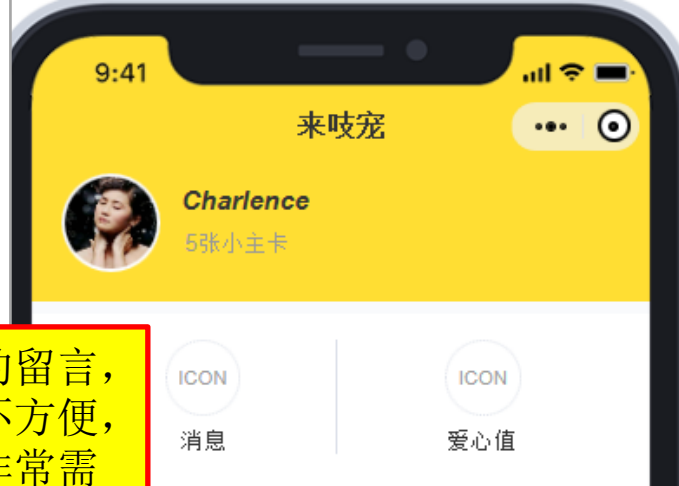 9:41
来吱宠
Charlence
5张小主卡
ICON
ICON
消息
爱心值
的留言，
不方便，
非常需